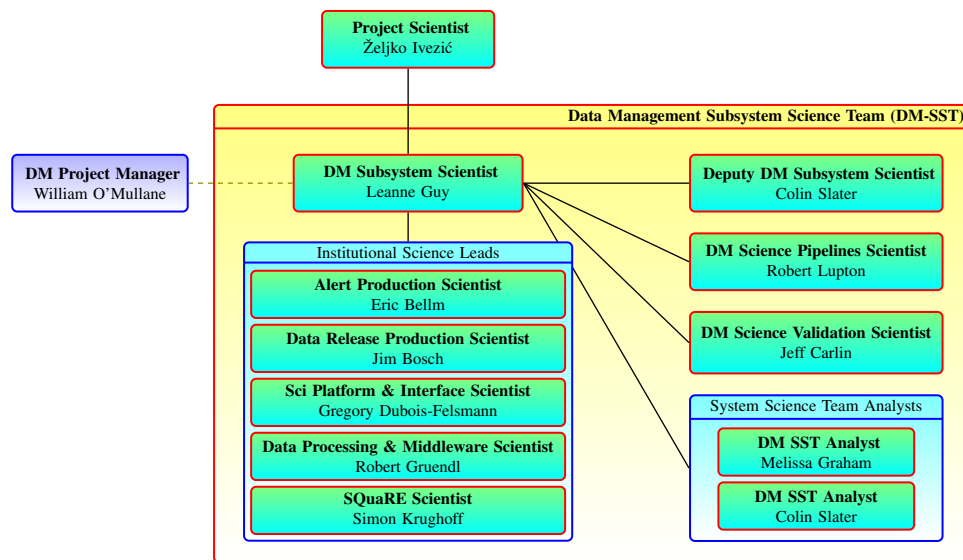 Project Scientist
Željko Ivezić
Data Management Subsystem Science Team (DM-SST)
DM Project Manager
William O’Mullane
DM Subsystem Scientist
Leanne Guy
Deputy DM Subsystem Scientist
Colin Slater
DM Science Pipelines Scientist
Robert Lupton
DM Science Validation Scientist
Jeff Carlin
Institutional Science Leads
Alert Production Scientist
Eric Bellm
Data Release Production Scientist
Jim Bosch
Sci Platform & Interface Scientist
Gregory Dubois-Felsmann
Data Processing & Middleware Scientist
Robert Gruendl
SQuaRE Scientist
Simon Krughoff
System Science Team Analysts
DM SST Analyst
Melissa Graham
DM SST Analyst
Colin Slater